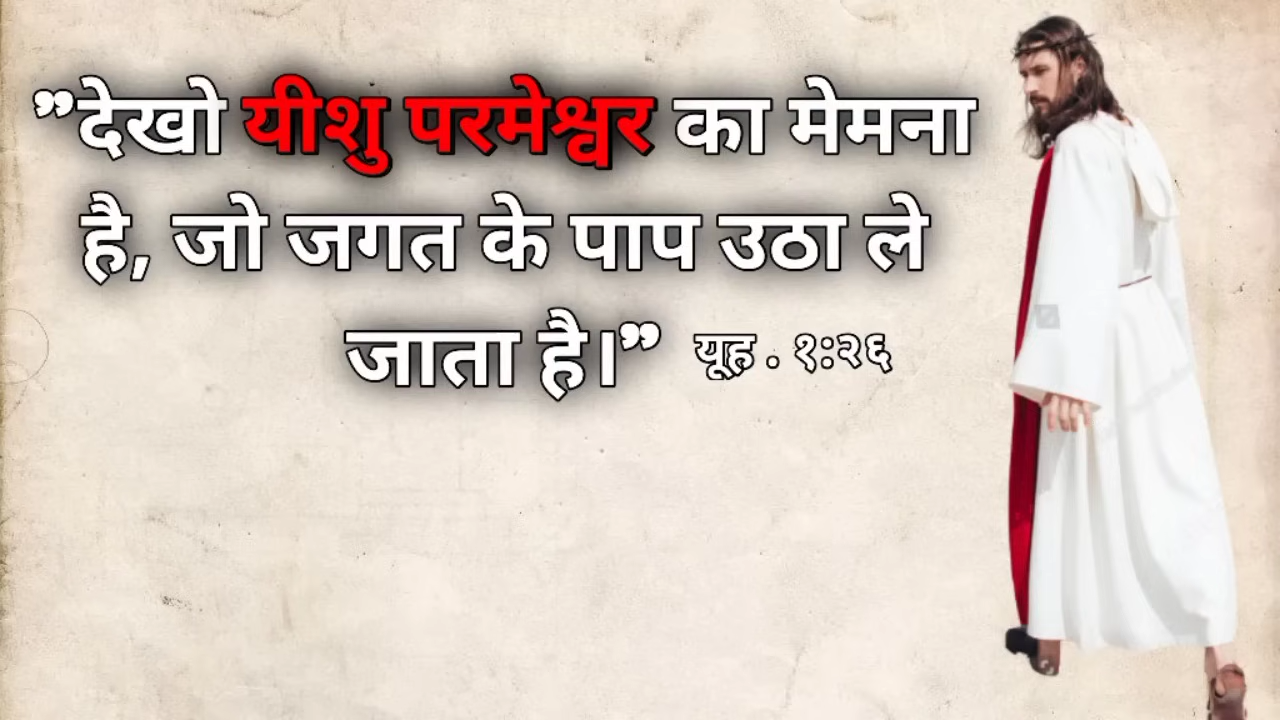 ”देखो यीशु परमेश्वर का मेमना
है, जो जगत के पाप उठा ले
जाता है।” यूह . १:२६